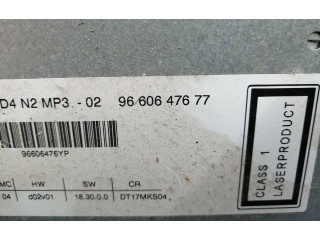 D4 N2 MP3 - 02 96 606 476 77
96606476YP
MC HW SW CR
04 d02v01 18.30.0.0 DT17MKS04
CLASS 1
LASERPRODUCT